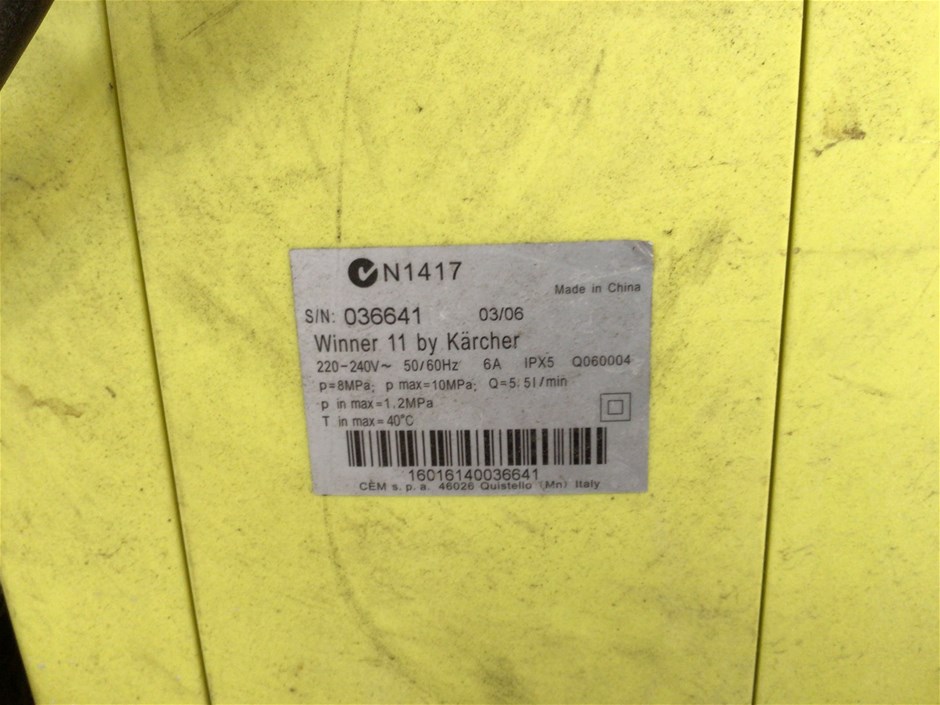 N1417
Made in China
S/N: 036641 03/06
Winner 11 by Kärcher
220-240V~ 50/60Hz 6A IPX5 Q060004
p=8MPa; p max=10MPa; Q=5.5l/min
p in max=1.2MPa
T in max=40°C
16016140036641
CEM s.p.a. 46026 Quistello (Mn) Italy